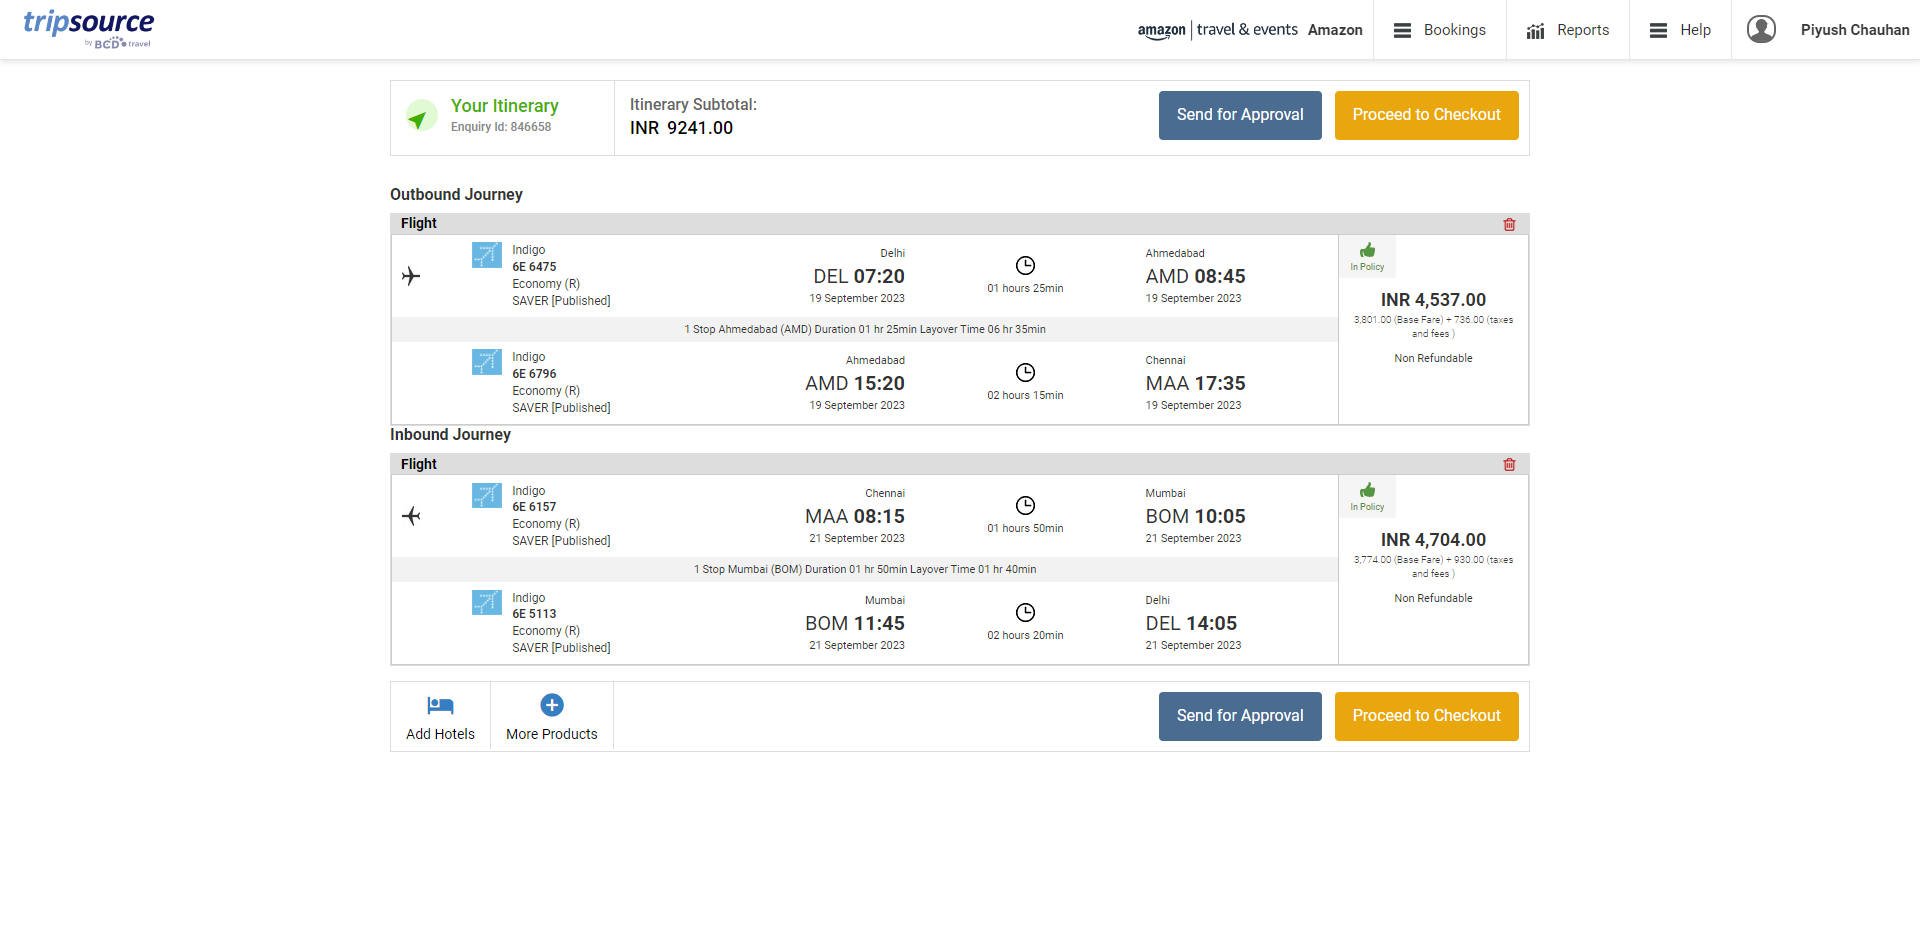 tripsource
by BCD travel
amazon | travel & events Amazon
Bookings
Reports
Help
Piyush Chauhan
Your Itinerary
Enquiry Id: 846658
Itinerary Subtotal:
INR 9241.00
Send for Approval
Proceed to Checkout
Outbound Journey
Flight
Indigo
6E 6475
Economy (R)
SAVER [Published]
Delhi
DEL 07:20
19 September 2023
01 hours 25min
Ahmedabad
AMD 08:45
19 September 2023
In Policy
INR 4,537.00
3,801.00 (Base Fare) + 736.00 (taxes
and fees )
Non Refundable
1 Stop Ahmedabad (AMD) Duration 01 hr 25min Layover Time 06 hr 35min
Indigo
6E 6796
Economy (R)
SAVER [Published]
Ahmedabad
AMD 15:20
19 September 2023
02 hours 15min
Chennai
MAA 17:35
19 September 2023
Inbound Journey
Flight
Indigo
6E 6157
Economy (R)
SAVER [Published]
Chennai
MAA 08:15
21 September 2023
01 hours 50min
Mumbai
BOM 10:05
21 September 2023
In Policy
INR 4,704.00
3,774.00 (Base Fare) + 930.00 (taxes
and fees )
Non Refundable
1 Stop Mumbai (BOM) Duration 01 hr 50min Layover Time 01 hr 40min
Indigo
6E 5113
Economy (R)
SAVER [Published]
Mumbai
BOM 11:45
21 September 2023
02 hours 20min
Delhi
DEL 14:05
21 September 2023
Add Hotels
More Products
Send for Approval
Proceed to Checkout